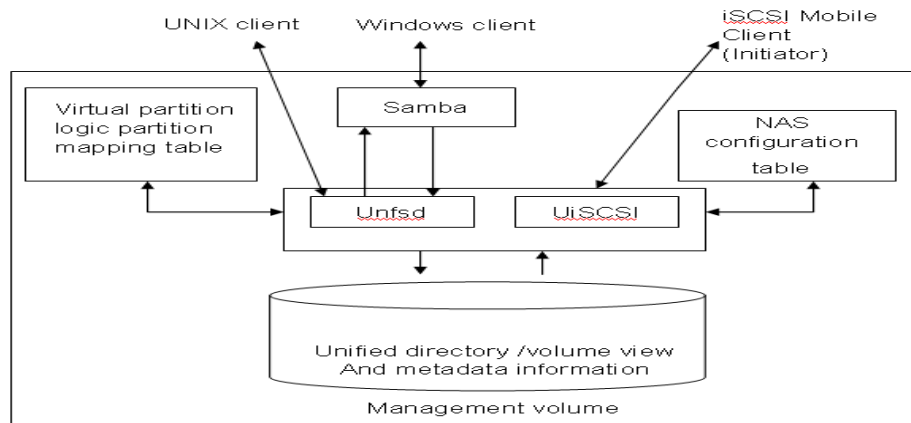 UNIX client
Windows client
iSCSI Mobile
Client
(Initiator)
Virtual partition
logic partition
mapping table
Samba
NAS
configuration
table
Unfsd
UiSCSI
Unified directory /volume view
And metadata information
Management volume